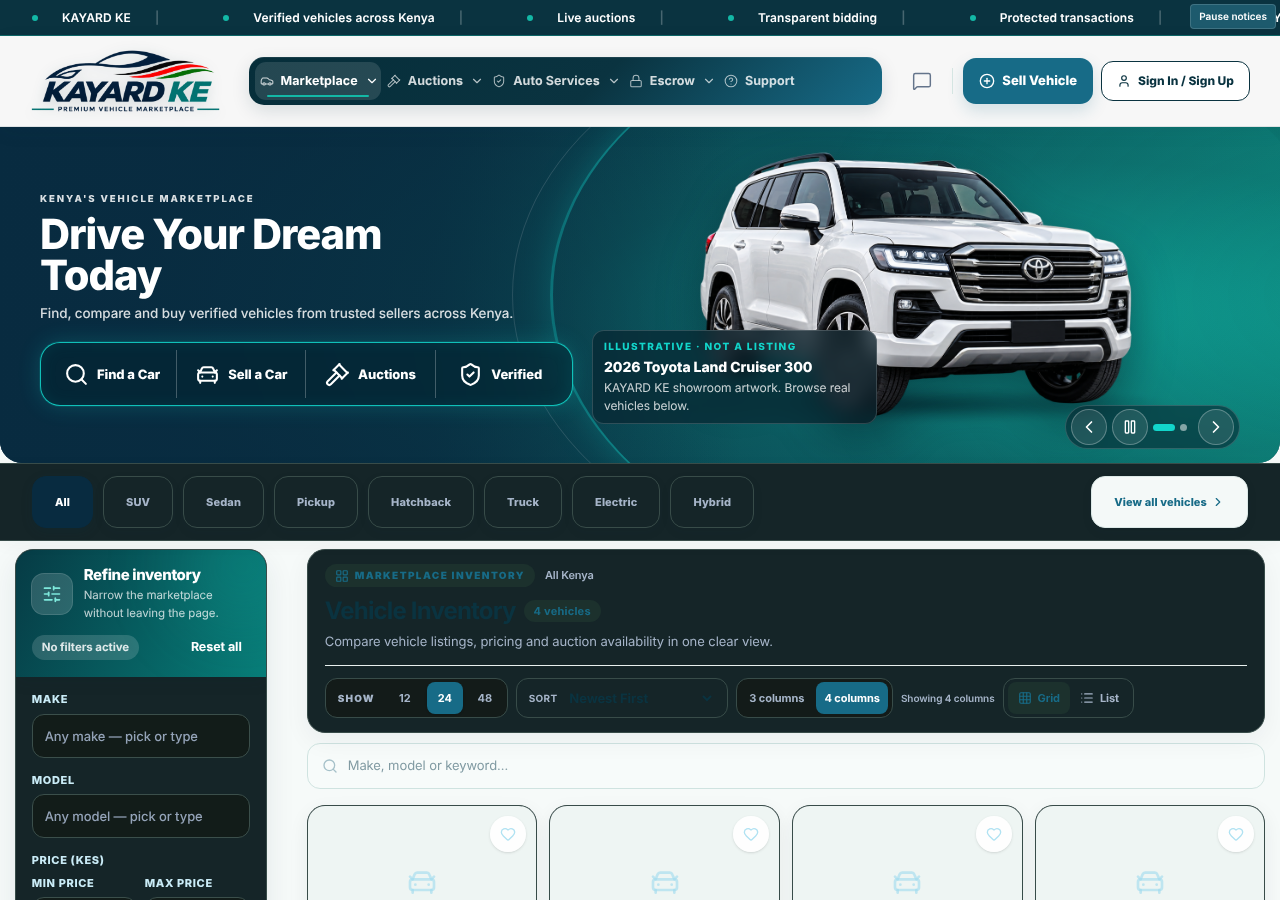 KAYARD KE
Verified vehicles across Kenya
Live auctions
Transparent bidding
Protected transactions
Pause notices
KAYARD KE
PREMIUM VEHICLE MARKETPLACE
Marketplace
Auctions
Auto Services
Escrow
Support
Sell Vehicle
Sign In / Sign Up
KENYA'S VEHICLE MARKETPLACE
Drive Your Dream
Today
Find, compare and buy verified vehicles from trusted sellers across Kenya.
Find a Car
Sell a Car
Auctions
Verified
ILLUSTRATIVE · NOT A LISTING
2026 Toyota Land Cruiser 300
KAYARD KE showroom artwork. Browse real
vehicles below.
All
SUV
Sedan
Pickup
Hatchback
Truck
Electric
Hybrid
View all vehicles
Refine inventory
Narrow the marketplace
without leaving the page.
No filters active
Reset all
MAKE
Any make — pick or type
MODEL
Any model — pick or type
PRICE (KES)
MIN PRICE
MAX PRICE
MARKETPLACE INVENTORY
All Kenya
Vehicle Inventory
4 vehicles
Compare vehicle listings, pricing and auction availability in one clear view.
SHOW
12
24
48
SORT
Newest First
3 columns
4 columns
Showing 4 columns
Grid
List
Make, model or keyword...